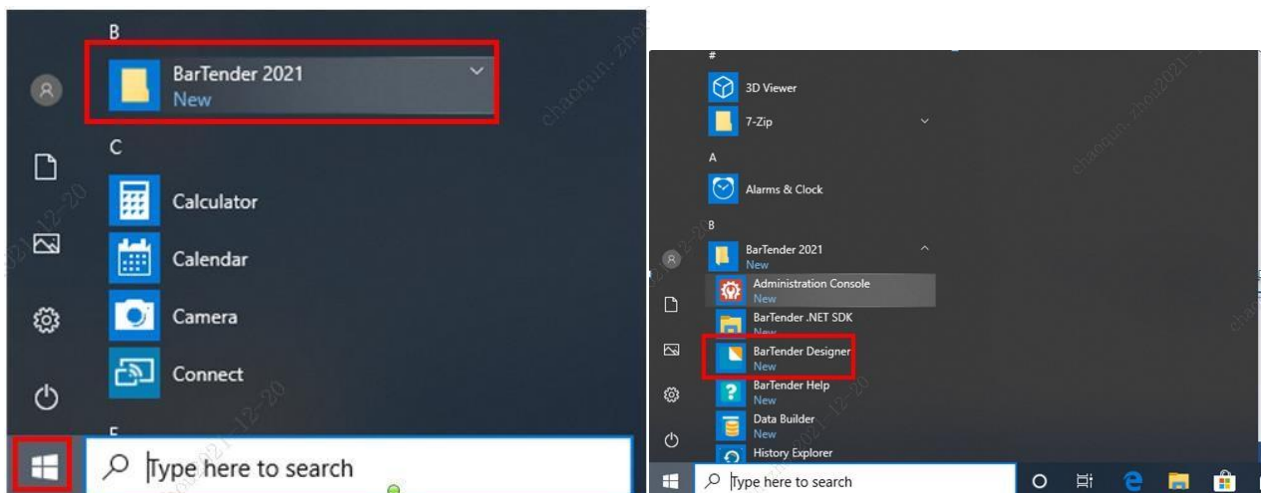 B
BarTender 2021
New
C
Calculator
Calendar
Camera
Connect
Type here to search
#
3D Viewer
7-Zip
A
Alarms & Clock
B
BarTender 2021
New
Administration Console
New
BarTender .NET SDK
New
BarTender Designer
New
BarTender Help
New
Data Builder
New
History Explorer
Type here to search